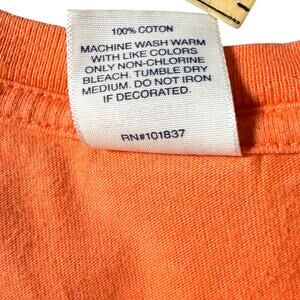 100% COTON
MACHINE WASH WARM
WITH LIKE COLORS
ONLY NON-CHLORINE
BLEACH. TUMBLE DRY
MEDIUM. DO NOT IRON
IF DECORATED.
RN#101837